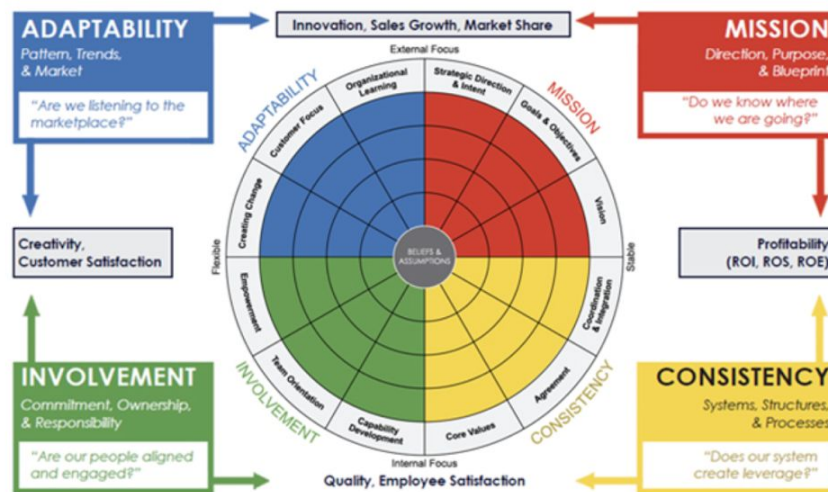 ADAPTABILITY
Pattern, Trends,
& Market
"Are we listening to the
marketplace?"
Innovation, Sales Growth, Market Share
External Focus
MISSION
Direction, Purpose,
& Blueprint
"Do we know where
we are going?"
ADAPTABILITY
Creating Change
Customer Focus
Organizational
Learning
MISSION
Strategic Direction
& Intent
Goals & Objectives
Vision
Creativity,
Customer Satisfaction
Flexible
BELIEFS &
ASSUMPTIONS
Stable
Profitability
(ROI, ROS, ROE)
INVOLVEMENT
Commitment, Ownership,
& Responsibility
"Are our people aligned
and engaged?"
INVOLVEMENT
Empowerment
Team Orientation
Capability
Development
CONSISTENCY
Core Values
Agreement
Coordination
& Integration
CONSISTENCY
Systems, Structures,
& Processes
"Does our system
create leverage?"
Internal Focus
Quality, Employee Satisfaction